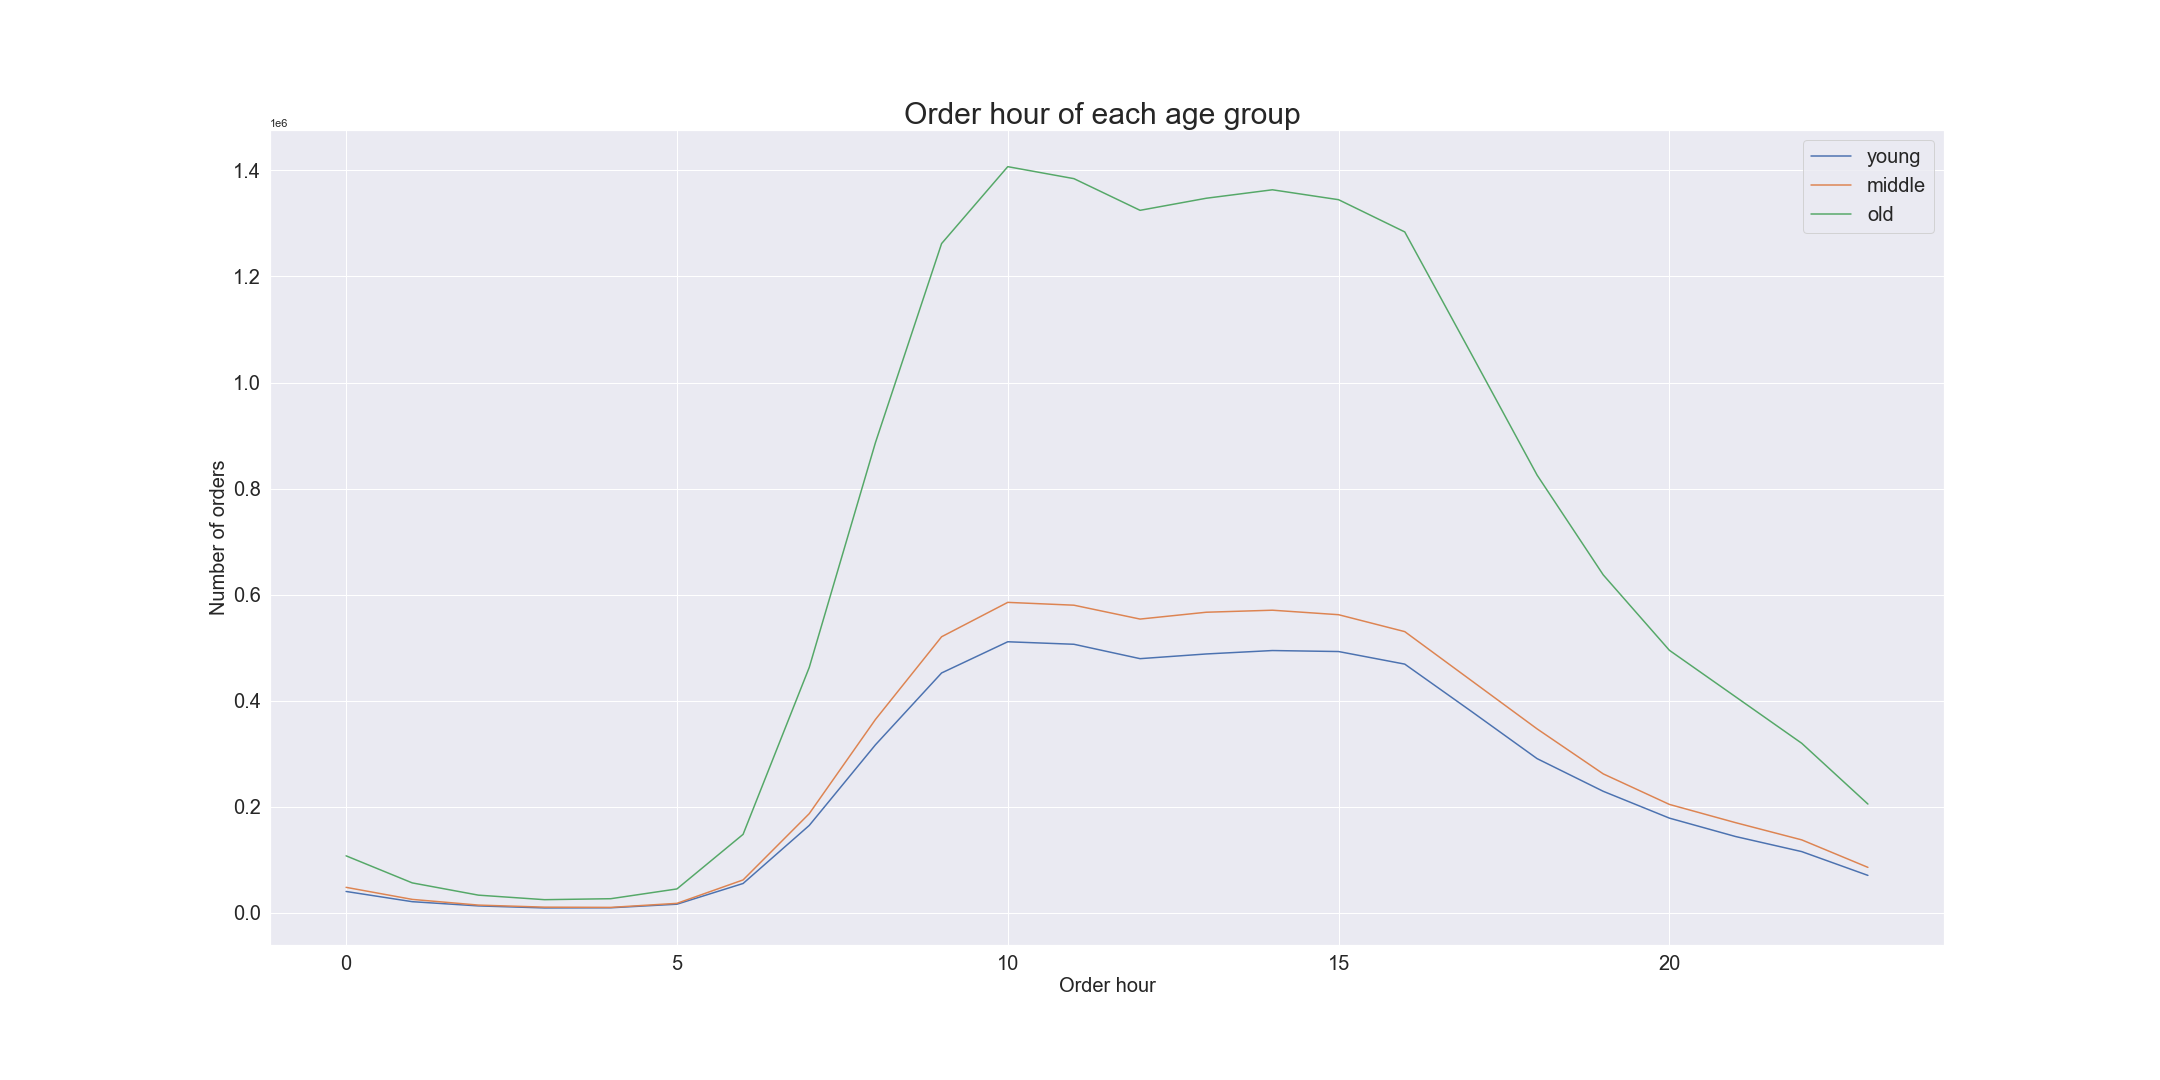 Order hour of each age group
1e6
1.4
1.2
1.0
0.8
0.6
0.4
0.2
0.0
Number of orders
young
middle
old
0 5 10 15 20
Order hour